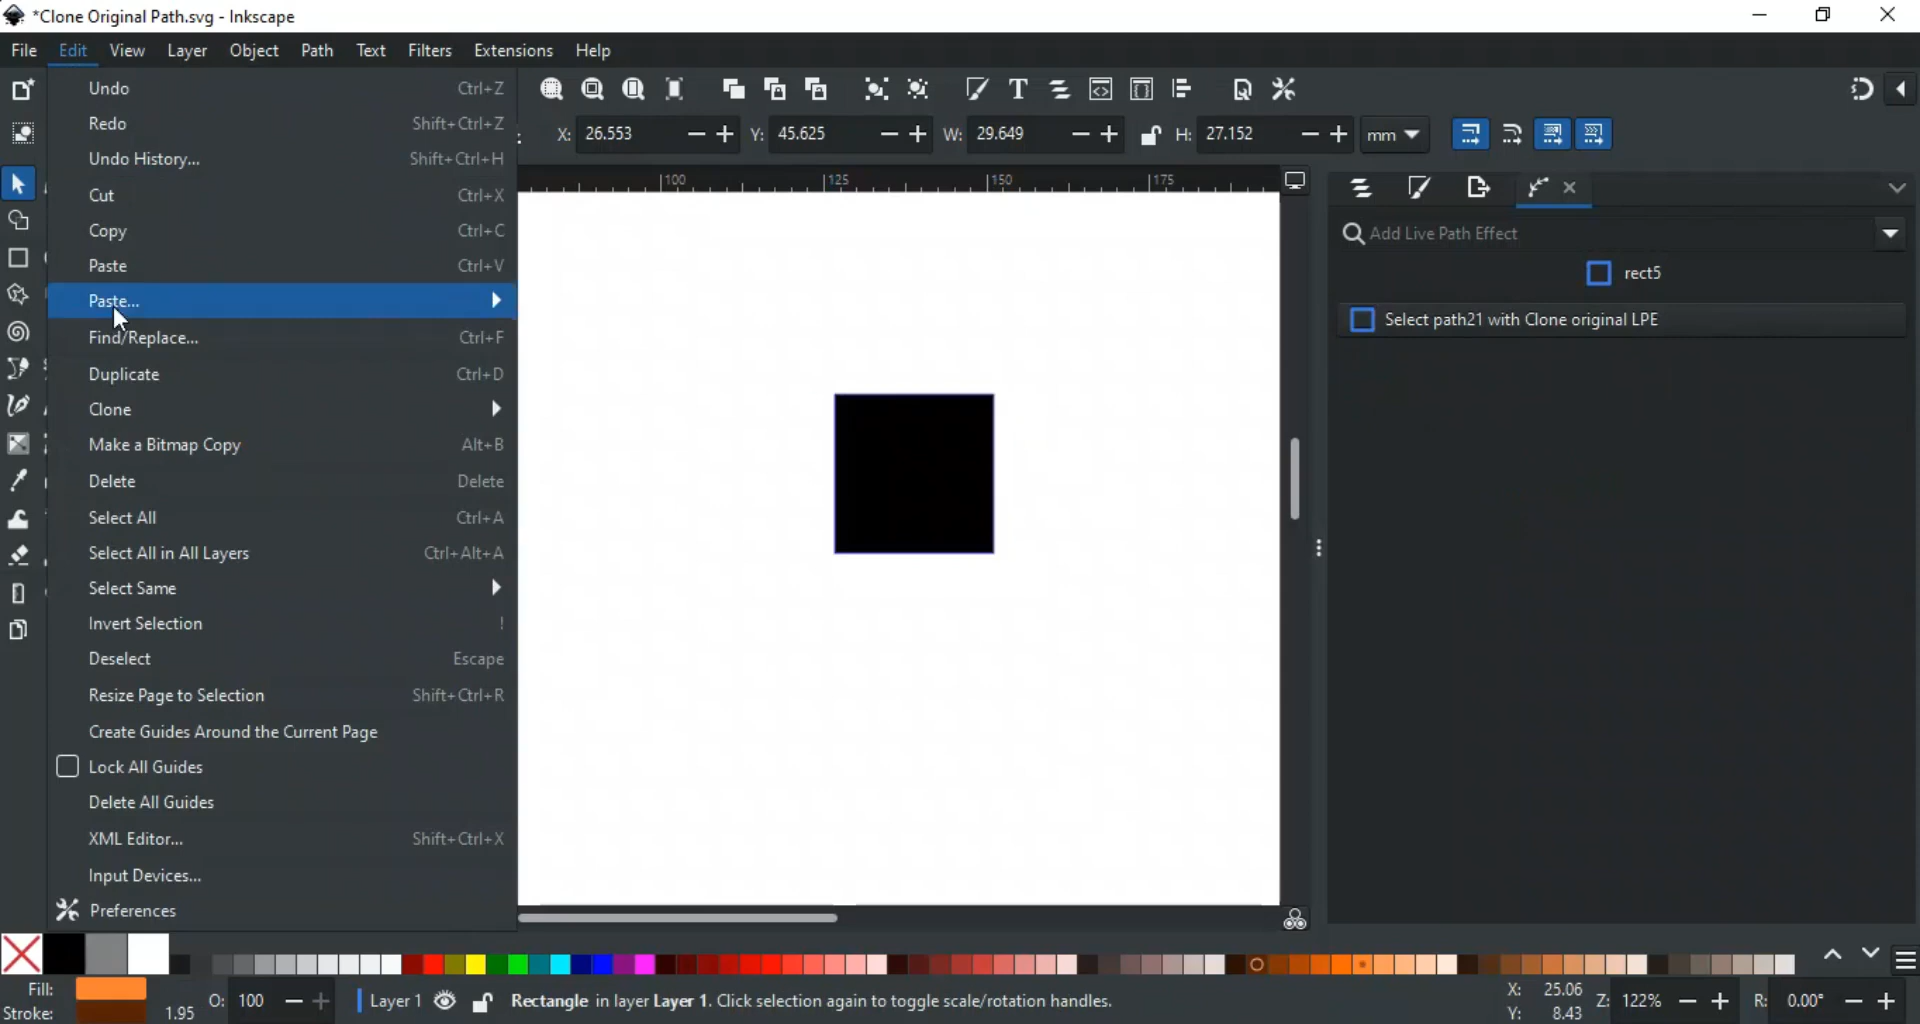 *Clone Original Path.svg - Inkscape
File Edit View Layer Object Path Text Filters Extensions Help
X: 26.553 Y: 45.625 W: 29.649 H: 27.152 mm
Undo Ctrl+Z
Redo Shift+Ctrl+Z
Undo History... Shift+Ctrl+H
Cut Ctrl+X
Copy Ctrl+C
Paste Ctrl+V
Paste...
Find/Replace... Ctrl+F
Duplicate Ctrl+D
Clone
Make a Bitmap Copy Alt+B
Delete Delete
Select All Ctrl+A
Select All in All Layers Ctrl+Alt+A
Select Same
Invert Selection !
Deselect Escape
Resize Page to Selection Shift+Ctrl+R
Create Guides Around the Current Page
Lock All Guides
Delete All Guides
XML Editor... Shift+Ctrl+X
Input Devices...
Preferences
100 125 150 175
Add Live Path Effect
rect5
Select path21 with Clone original LPE
Fill:
Stroke: 1.95
O: 100
Layer 1
Rectangle in layer Layer 1. Click selection again to toggle scale/rotation handles.
X: 25.06
Y: 8.43
Z: 122%
R: 0.00°